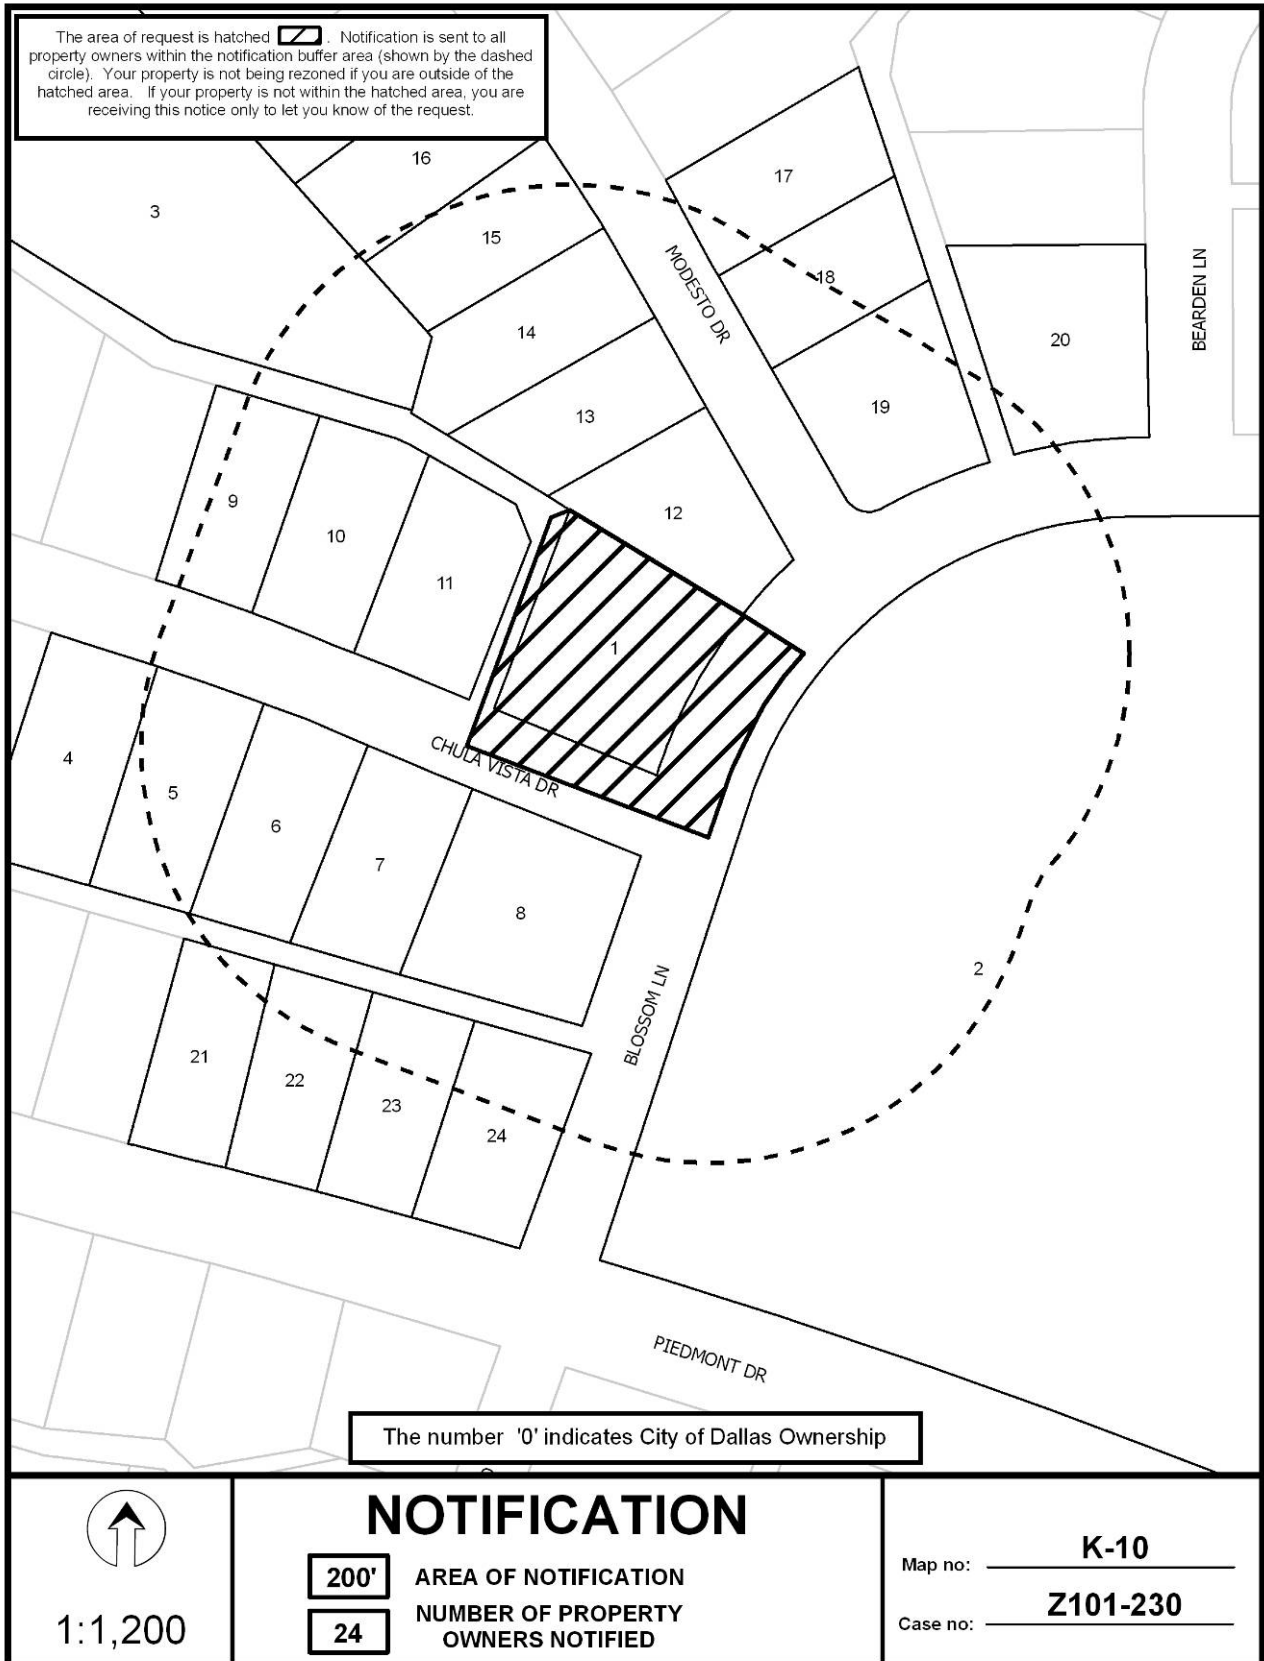 The area of request is hatched . Notification is sent to all
property owners within the notification buffer area (shown by the dashed
circle). Your property is not being rezoned if you are outside of the
hatched area. If your property is not within the hatched area, you are
receiving this notice only to let you know of the request.
16
17
3
15
MODESTO DR
18
BEARDEN LN
14
20
13
19
9
12
10
11
1
CHULA VISTA DR
4
5
6
7
8
2
BLOSSOM LN
21
22
23
24
PIEDMONT DR
The number '0' indicates City of Dallas Ownership
1:1,200
NOTIFICATION
200' AREA OF NOTIFICATION
24 NUMBER OF PROPERTY
OWNERS NOTIFIED
Map no: K-10
Case no: Z101-230